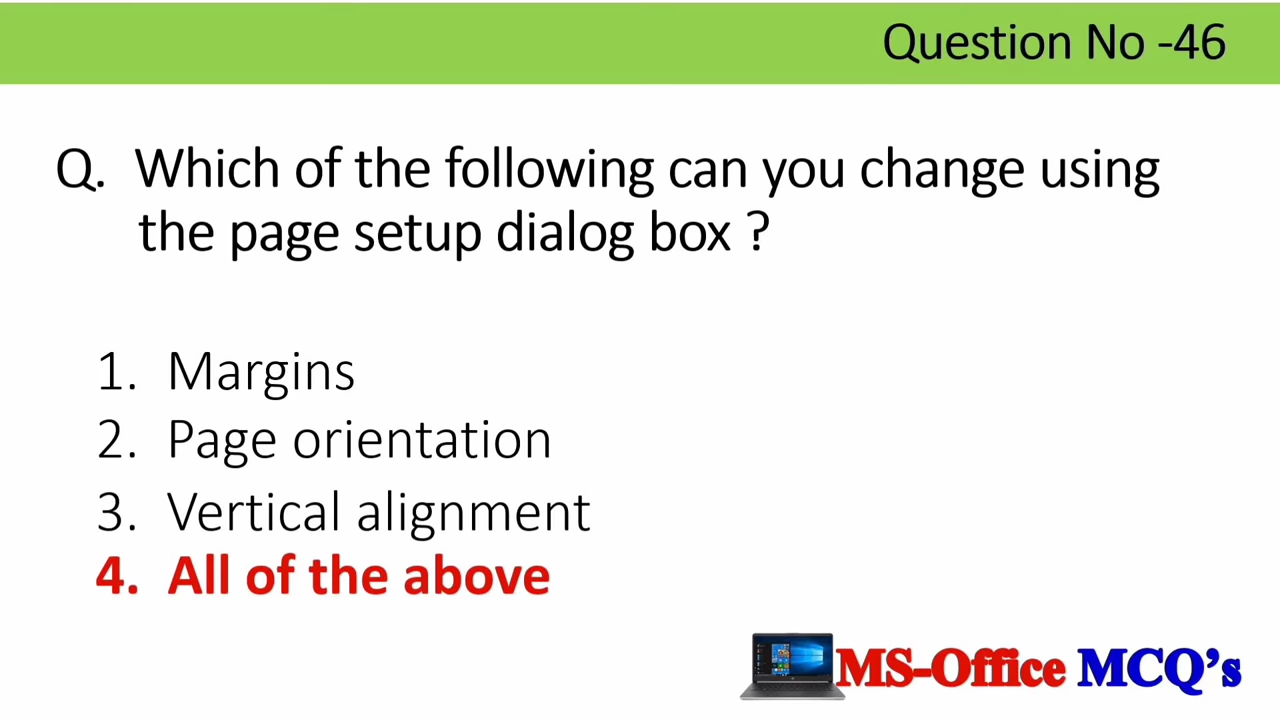 Question No -46
Q. Which of the following can you change using
the page setup dialog box ?
1. Margins
2. Page orientation
3. Vertical alignment
4. All of the above
MS-Office MCQ's